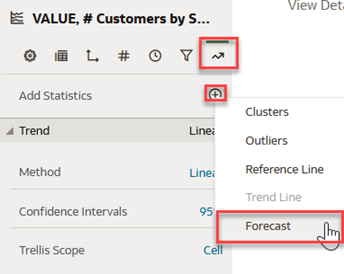 View Deta
VALUE, # Customers by S...
#
Add Statistics
Clusters
Outliers
Trend Linea
Reference Line
Method Linea
Trend Line
Confidence Intervals 95
Forecast
Trellis Scope Cell